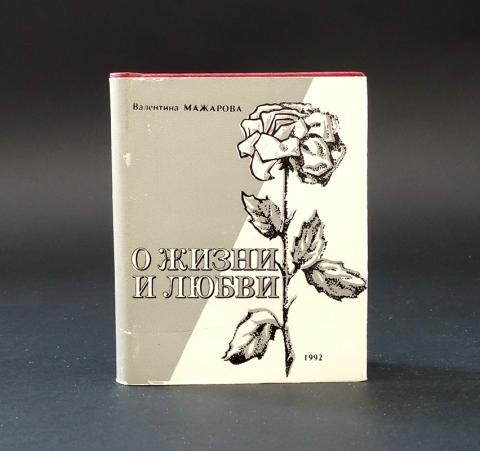 Валентина МАЖАРОВА
О ЖИЗНИ
И ЛЮБВИ
1992